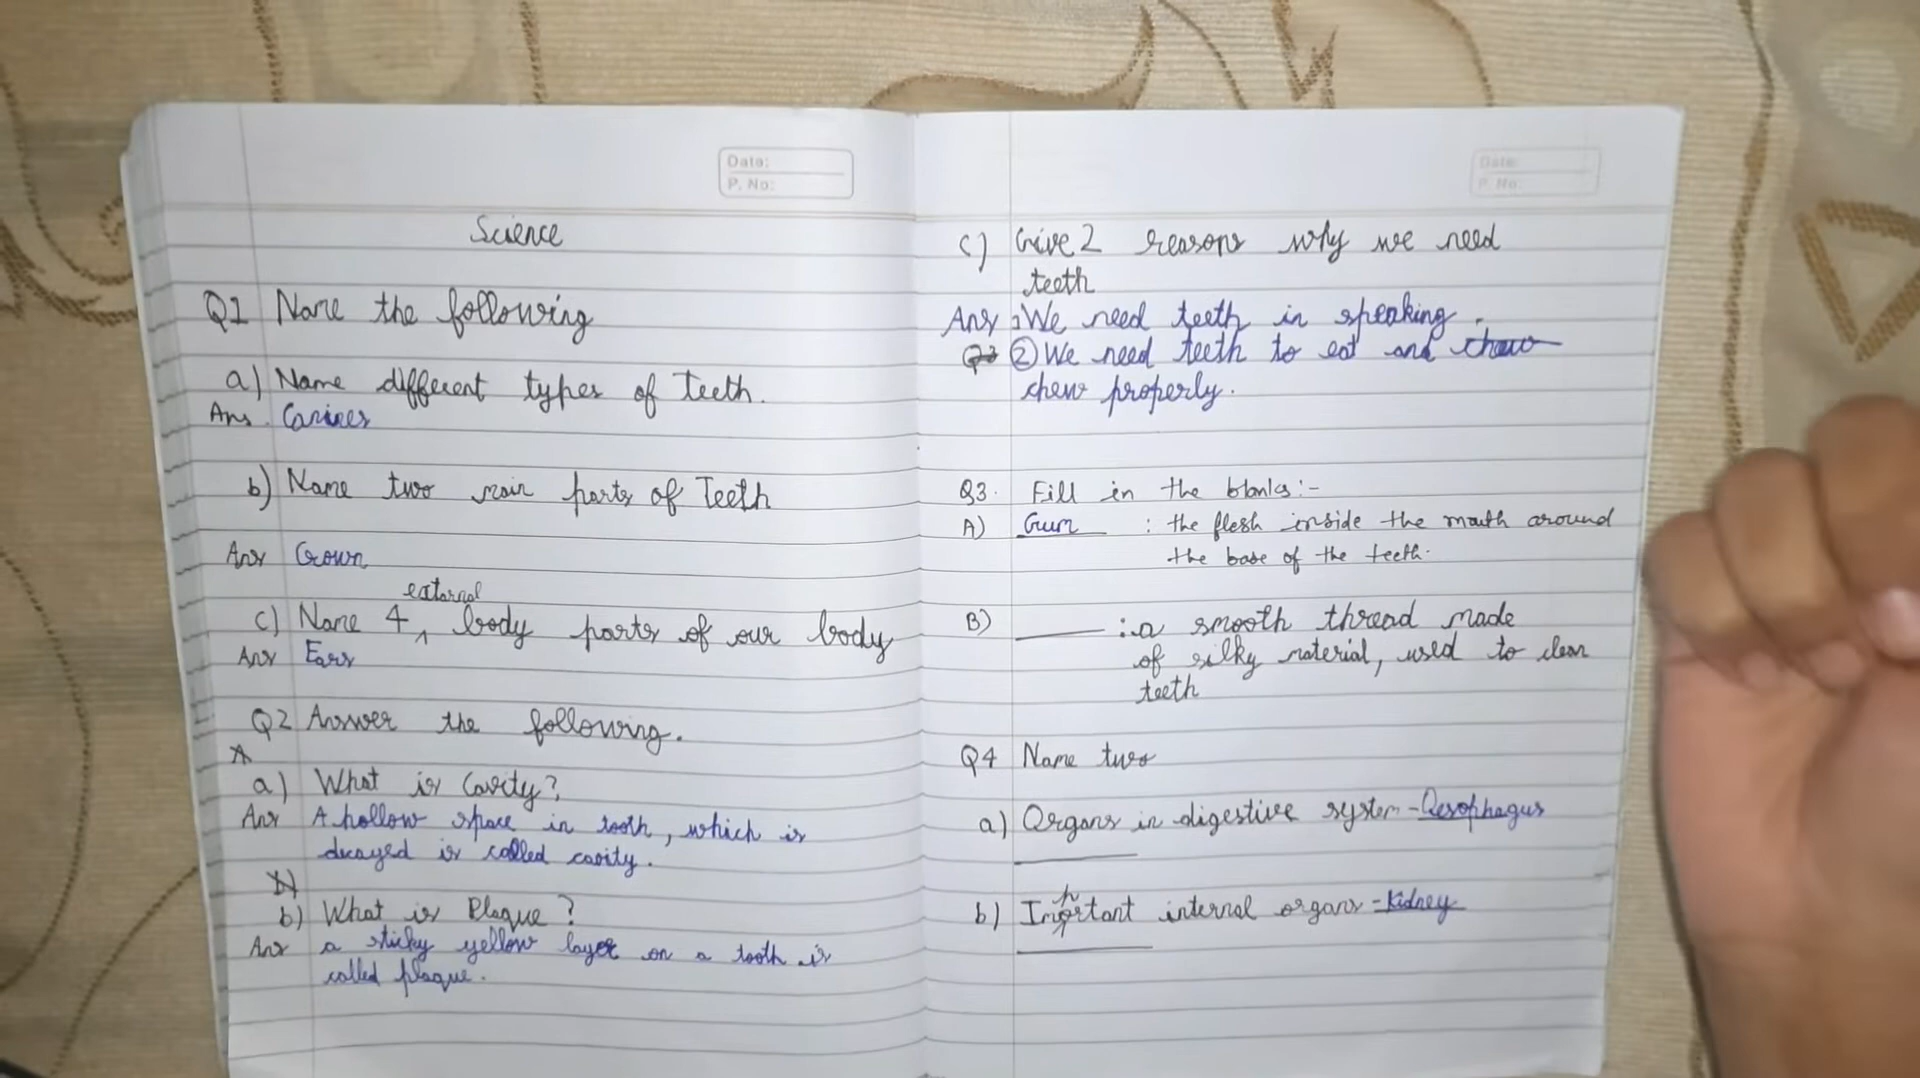 Date:
P. No:
Science
Q1 Name the following
a) Name different types of Teeth.
Ans. Canines
b) Name two main parts of Teeth
Ans Crown
external
c) Name 4 ^ body parts of our body
Ans Ears
Q2 Answer the following.
A
a) What is Cavity?
Ans A hollow space in tooth, which is
decayed is called cavity.
b)
b) What is Plaque?
Ans a sticky yellow layer on a tooth is
called plaque.
Date:
P. No:
C) Give 2 reasons why we need
teeth
Ans 1 We need teeth in speaking.
② We need teeth to eat and
chew properly.
Q3. Fill in the blanks:-
A) Gum : the flesh inside the mouth around
the base of the teeth.
B) ____ : a smooth thread made
of silky material, used to clean
teeth
Q4 Name two
a) Organs in digestive system - Oesophagus
b) Important internal organs - Kidney